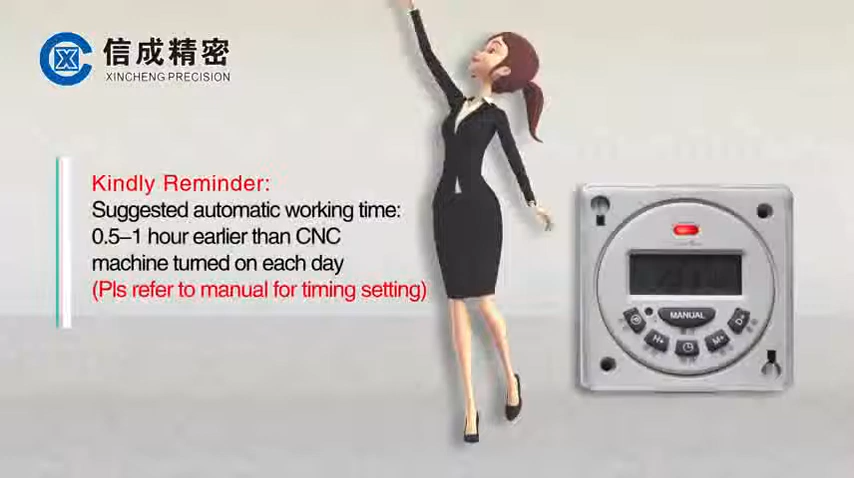 信成精密
XINCHENG PRECISION
Kindly Reminder:
Suggested automatic working time:
0.5–1 hour earlier than CNC
machine turned on each day
(Pls refer to manual for timing setting)
MANUAL
H+
M+
D+